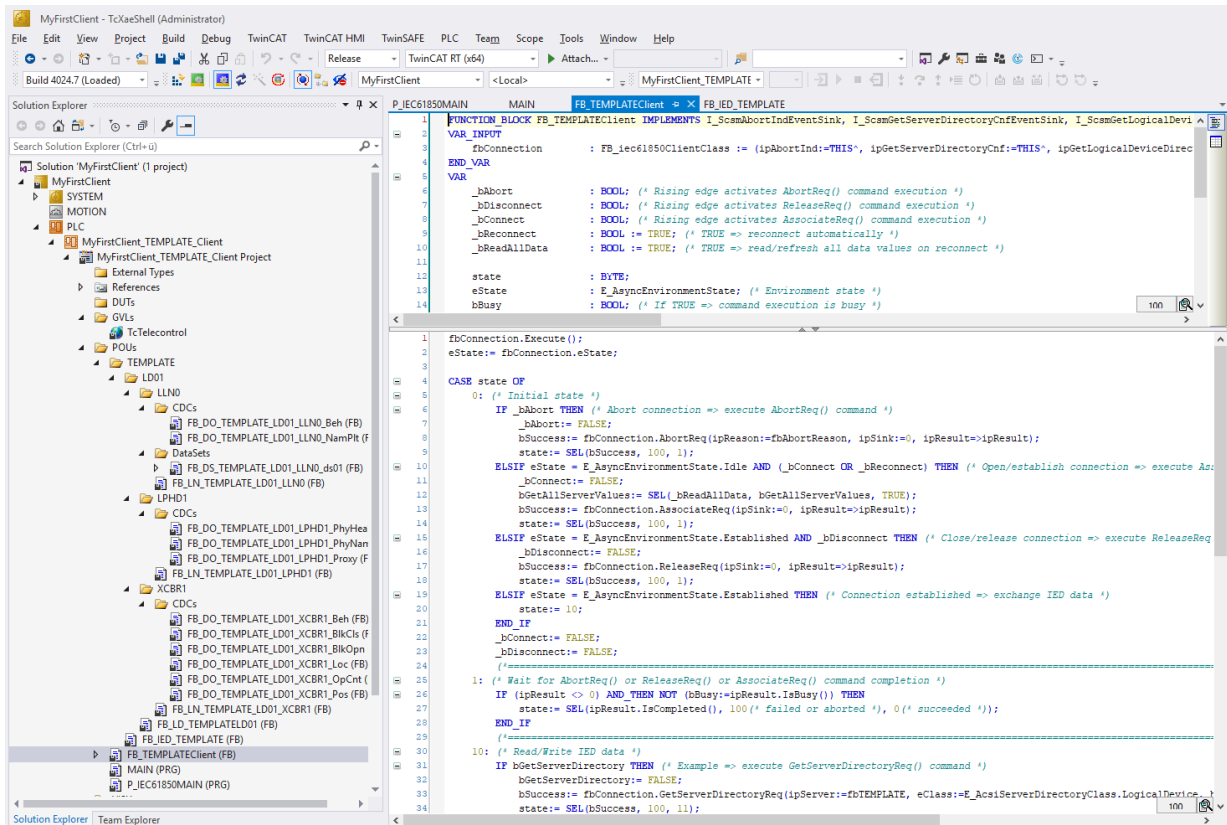 MyFirstClient - TcXaeShell (Administrator)
File Edit View Project Build Debug TwinCAT TwinCAT HMI TwinSAFE PLC Team Scope Tools Window Help
Release TwinCAT RT (x64) Attach...
Build 4024.7 (Loaded) MyFirstClient <Local> MyFirstClient_TEMPLATE
Solution Explorer
Search Solution Explorer (Ctrl+ü)
Solution 'MyFirstClient' (1 project)
MyFirstClient
SYSTEM
MOTION
PLC
MyFirstClient_TEMPLATE_Client
MyFirstClient_TEMPLATE_Client Project
External Types
References
DUTs
GVLs
TcTelecontrol
POUs
TEMPLATE
LD01
LLN0
CDCs
FB_DO_TEMPLATE_LD01_LLN0_Beh (FB)
FB_DO_TEMPLATE_LD01_LLN0_NamPlt (F
DataSets
FB_DS_TEMPLATE_LD01_LLN0_ds01 (FB)
FB_LN_TEMPLATE_LD01_LLN0 (FB)
LPHD1
CDCs
FB_DO_TEMPLATE_LD01_LPHD1_PhyHea
FB_DO_TEMPLATE_LD01_LPHD1_PhyNam
FB_DO_TEMPLATE_LD01_LPHD1_Proxy (F
FB_LN_TEMPLATE_LD01_LPHD1 (FB)
XCBR1
CDCs
FB_DO_TEMPLATE_LD01_XCBR1_Beh (FB)
FB_DO_TEMPLATE_LD01_XCBR1_BlkCls (F
FB_DO_TEMPLATE_LD01_XCBR1_BlkOpn
FB_DO_TEMPLATE_LD01_XCBR1_Loc (FB)
FB_DO_TEMPLATE_LD01_XCBR1_OpCnt (
FB_DO_TEMPLATE_LD01_XCBR1_Pos (FB)
FB_LN_TEMPLATE_LD01_XCBR1 (FB)
FB_LD_TEMPLATELD01 (FB)
FB_IED_TEMPLATE (FB)
FB_TEMPLATEClient (FB)
MAIN (PRG)
P_IEC61850MAIN (PRG)
Solution Explorer Team Explorer
P_IEC61850MAIN MAIN FB_TEMPLATEClient FB_IED_TEMPLATE
1 FUNCTION_BLOCK FB_TEMPLATEClient IMPLEMENTS I_ScsmAbortIndEventSink, I_ScsmGetServerDirectoryCnfEventSink, I_ScsmGetLogicalDevi
2 VAR_INPUT
3 fbConnection : FB_iec61850ClientClass := (ipAbortInd:=THIS^, ipGetServerDirectoryCnf:=THIS^, ipGetLogicalDeviceDirec
4 END_VAR
5 VAR
6 _bAbort : BOOL; (* Rising edge activates AbortReq() command execution *)
7 _bDisconnect : BOOL; (* Rising edge activates ReleaseReq() command execution *)
8 _bConnect : BOOL; (* Rising edge activates AssociateReq() command execution *)
9 _bReconnect : BOOL := TRUE; (* TRUE => reconnect automatically *)
10 _bReadAllData : BOOL := TRUE; (* TRUE => read/refresh all data values on reconnect *)
11
12 state : BYTE;
13 eState : E_AsyncEnvironmentState; (* Environment state *)
14 bBusy : BOOL; (* If TRUE => command execution is busy *)
100
1 fbConnection.Execute();
2 eState:= fbConnection.eState;
3
4 CASE state OF
5 0: (* Initial state *)
6 IF _bAbort THEN (* Abort connection => execute AbortReq() command *)
7 _bAbort:= FALSE;
8 bSuccess:= fbConnection.AbortReq(ipReason:=fbAbortReason, ipSink:=0, ipResult=>ipResult);
9 state:= SEL(bSuccess, 100, 1);
10 ELSIF eState = E_AsyncEnvironmentState.Idle AND (_bConnect OR _bReconnect) THEN (* Open/establish connection => execute As
11 _bConnect:= FALSE;
12 bGetAllServerValues:= SEL(_bReadAllData, bGetAllServerValues, TRUE);
13 bSuccess:= fbConnection.AssociateReq(ipSink:=0, ipResult=>ipResult);
14 state:= SEL(bSuccess, 100, 1);
15 ELSIF eState = E_AsyncEnvironmentState.Established AND _bDisconnect THEN (* Close/release connection => execute ReleaseReq
16 _bDisconnect:= FALSE;
17 bSuccess:= fbConnection.ReleaseReq(ipSink:=0, ipResult=>ipResult);
18 state:= SEL(bSuccess, 100, 1);
19 ELSIF eState = E_AsyncEnvironmentState.Established THEN (* Connection established => exchange IED data *)
20 state:= 10;
21 END_IF
22 _bConnect:= FALSE;
23 _bDisconnect:= FALSE;
24
25 1: (* Wait for AbortReq() or ReleaseReq() or AssociateReq() command completion *)
26 IF (ipResult <> 0) AND_THEN NOT (bBusy:=ipResult.IsBusy()) THEN
27 state:= SEL(ipResult.IsCompleted(), 100(* failed or aborted *), 0(* succeeded *));
28 END_IF
29
30 10: (* Read/Write IED data *)
31 IF bGetServerDirectory THEN (* Example => execute GetServerDirectoryReq() command *)
32 bGetServerDirectory:= FALSE;
33 bSuccess:= fbConnection.GetServerDirectoryReq(ipServer:=fbTEMPLATE, eClass:=E_AcsiServerDirectoryClass.LogicalDevice,
34 state:= SEL(bSuccess, 100, 11);
100